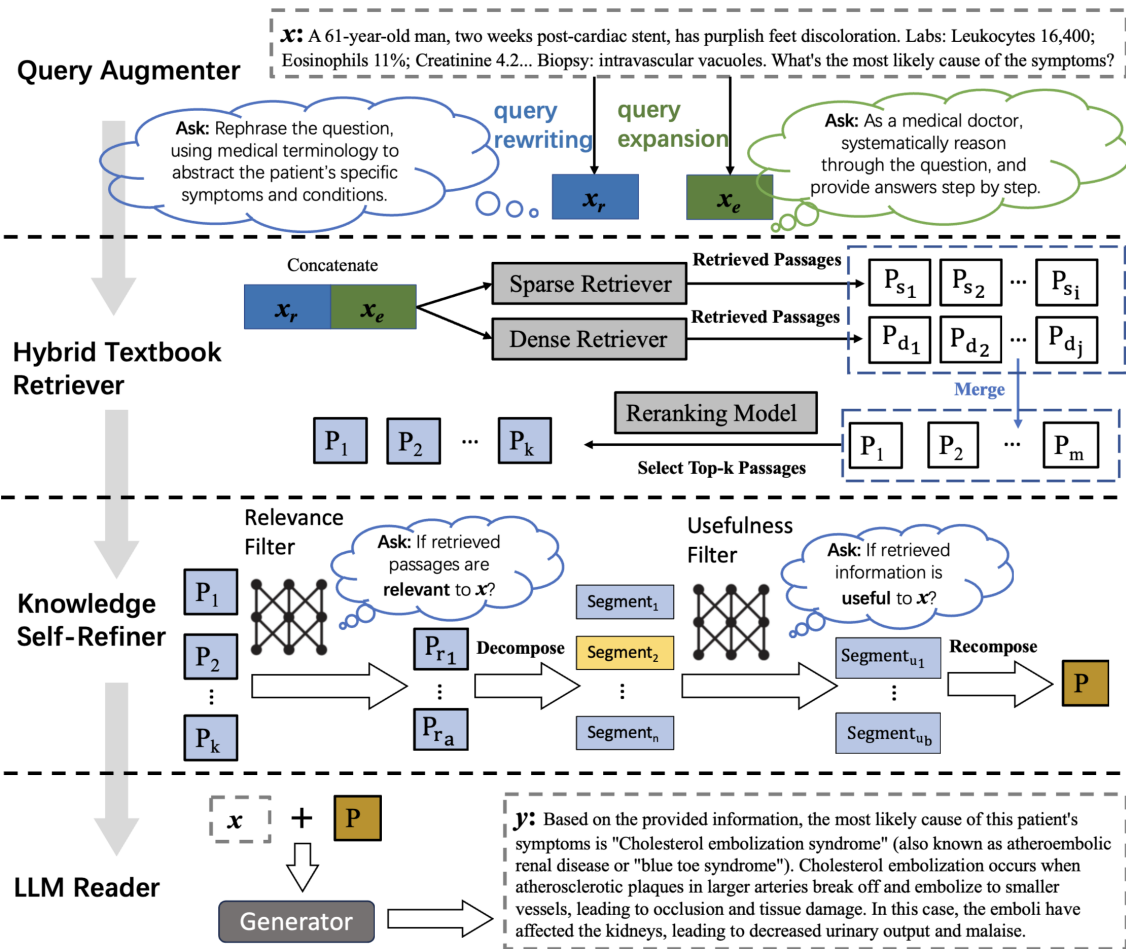 Query Augmenter
x: A 61-year-old man, two weeks post-cardiac stent, has purplish feet discoloration. Labs: Leukocytes 16,400;
Eosinophils 11%; Creatinine 4.2... Biopsy: intravascular vacuoles. What's the most likely cause of the symptoms?
Ask: Rephrase the question,
using medical terminology to
abstract the patient's specific
symptoms and conditions.
query
rewriting
query
expansion
Ask: As a medical doctor,
systematically reason
through the question, and
provide answers step by step.
x_r
x_e
Hybrid Textbook
Retriever
Concatenate
x_r x_e
Sparse Retriever
Dense Retriever
Retrieved Passages
Retrieved Passages
P_s1 P_s2 ... P_si
P_d1 P_d2 ... P_dj
Merge
P_1 P_2 ... P_m
Reranking Model
Select Top-k Passages
P_1 P_2 ... P_k
Knowledge
Self-Refiner
Relevance
Filter
Ask: If retrieved
passages are
relevant to x?
P_1
P_2
⋮
P_k
P_r1
⋮
P_ra
Decompose
Segment_1
Segment_2
⋮
Segment_n
Usefulness
Filter
Ask: If retrieved
information is
useful to x?
Segment_u1
⋮
Segment_ub
Recompose
P
LLM Reader
x + P
Generator
y: Based on the provided information, the most likely cause of this patient's
symptoms is "Cholesterol embolization syndrome" (also known as atheroembolic
renal disease or "blue toe syndrome"). Cholesterol embolization occurs when
atherosclerotic plaques in larger arteries break off and embolize to smaller
vessels, leading to occlusion and tissue damage. In this case, the emboli have
affected the kidneys, leading to decreased urinary output and malaise.